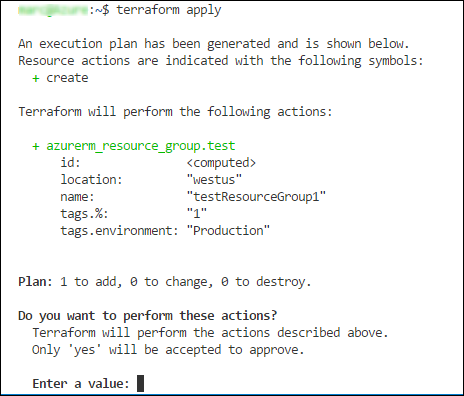 :~$ terraform apply
An execution plan has been generated and is shown below.
Resource actions are indicated with the following symbols:
+ create
Terraform will perform the following actions:
+ azurerm_resource_group.test
id: <computed>
location: "westus"
name: "testResourceGroup1"
tags.%: "1"
tags.environment: "Production"
Plan: 1 to add, 0 to change, 0 to destroy.
Do you want to perform these actions?
Terraform will perform the actions described above.
Only 'yes' will be accepted to approve.
Enter a value: